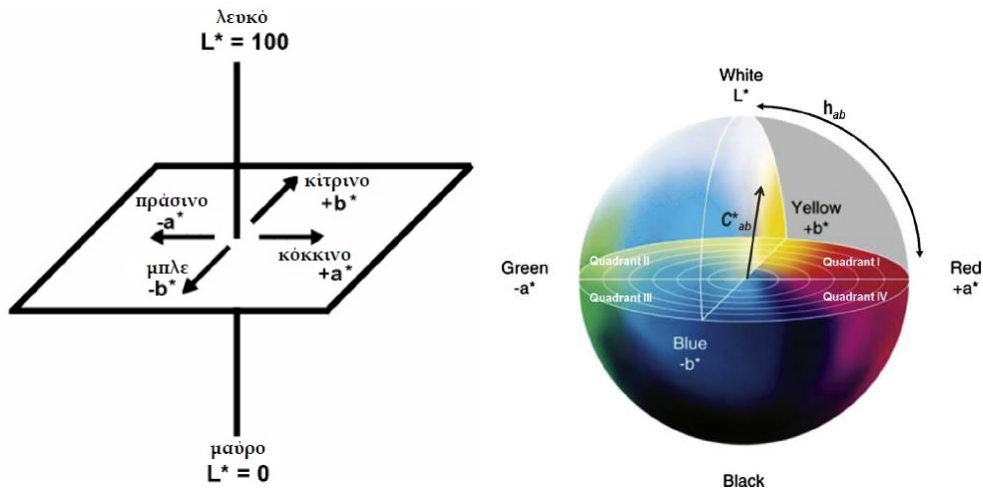 λευκό
L* = 100
κίτρινο
+b*
πράσινο
-a*
κόκκινο
+a*
μπλε
-b*
μαύρο
L* = 0
White
L*
h_ab
C*_ab
Yellow
+b*
Quadrant II
Quadrant I
Green
-a*
Red
+a*
Quadrant III
Quadrant IV
Blue
-b*
Black